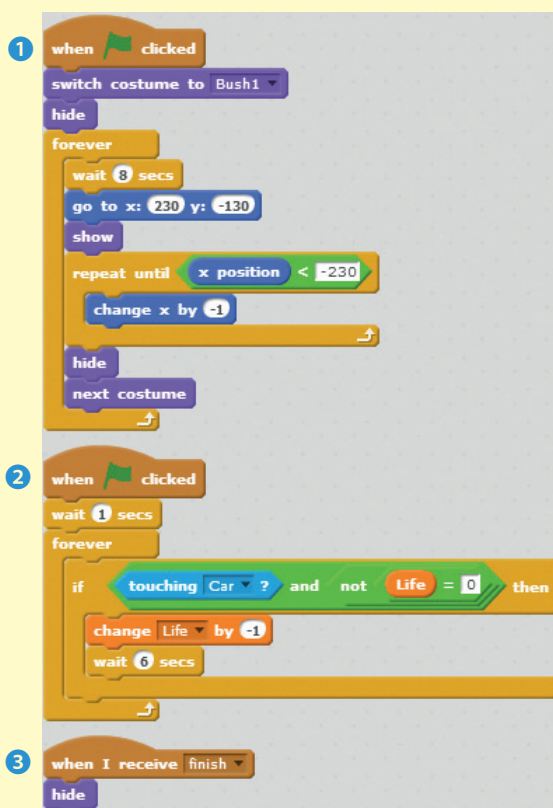 1 when clicked
switch costume to Bush1
hide
forever
wait 8 secs
go to x: 230 y: -130
show
repeat until x position < -230
change x by -1
hide
next costume
2 when clicked
wait 1 secs
forever
if touching Car ? and not Life = 0 then
change Life by -1
wait 6 secs
3 when I receive finish
hide